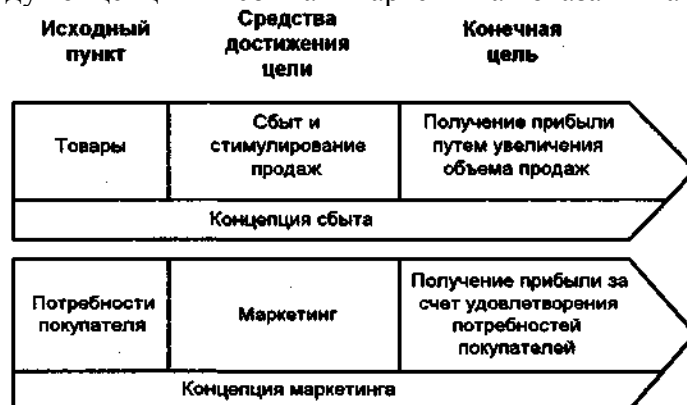 Исходный
пункт
Средства
достижения
цели
Конечная
цель
Товары
Сбыт и
стимулирование
продаж
Получение прибыли
путем увеличения
объема продаж
Концепция сбыта
Потребности
покупателя
Маркетинг
Получение прибыли за
счет удовлетворения
потребностей
покупателей
Концепция маркетинга